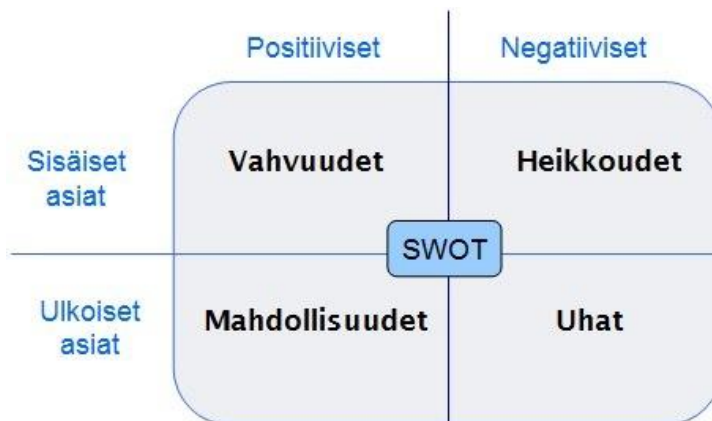 Positiiviset Negatiiviset
Sisäiset
asiat
Vahvuudet Heikkoudet
SWOT
Ulkoiset
asiat
Mahdollisuudet Uhat